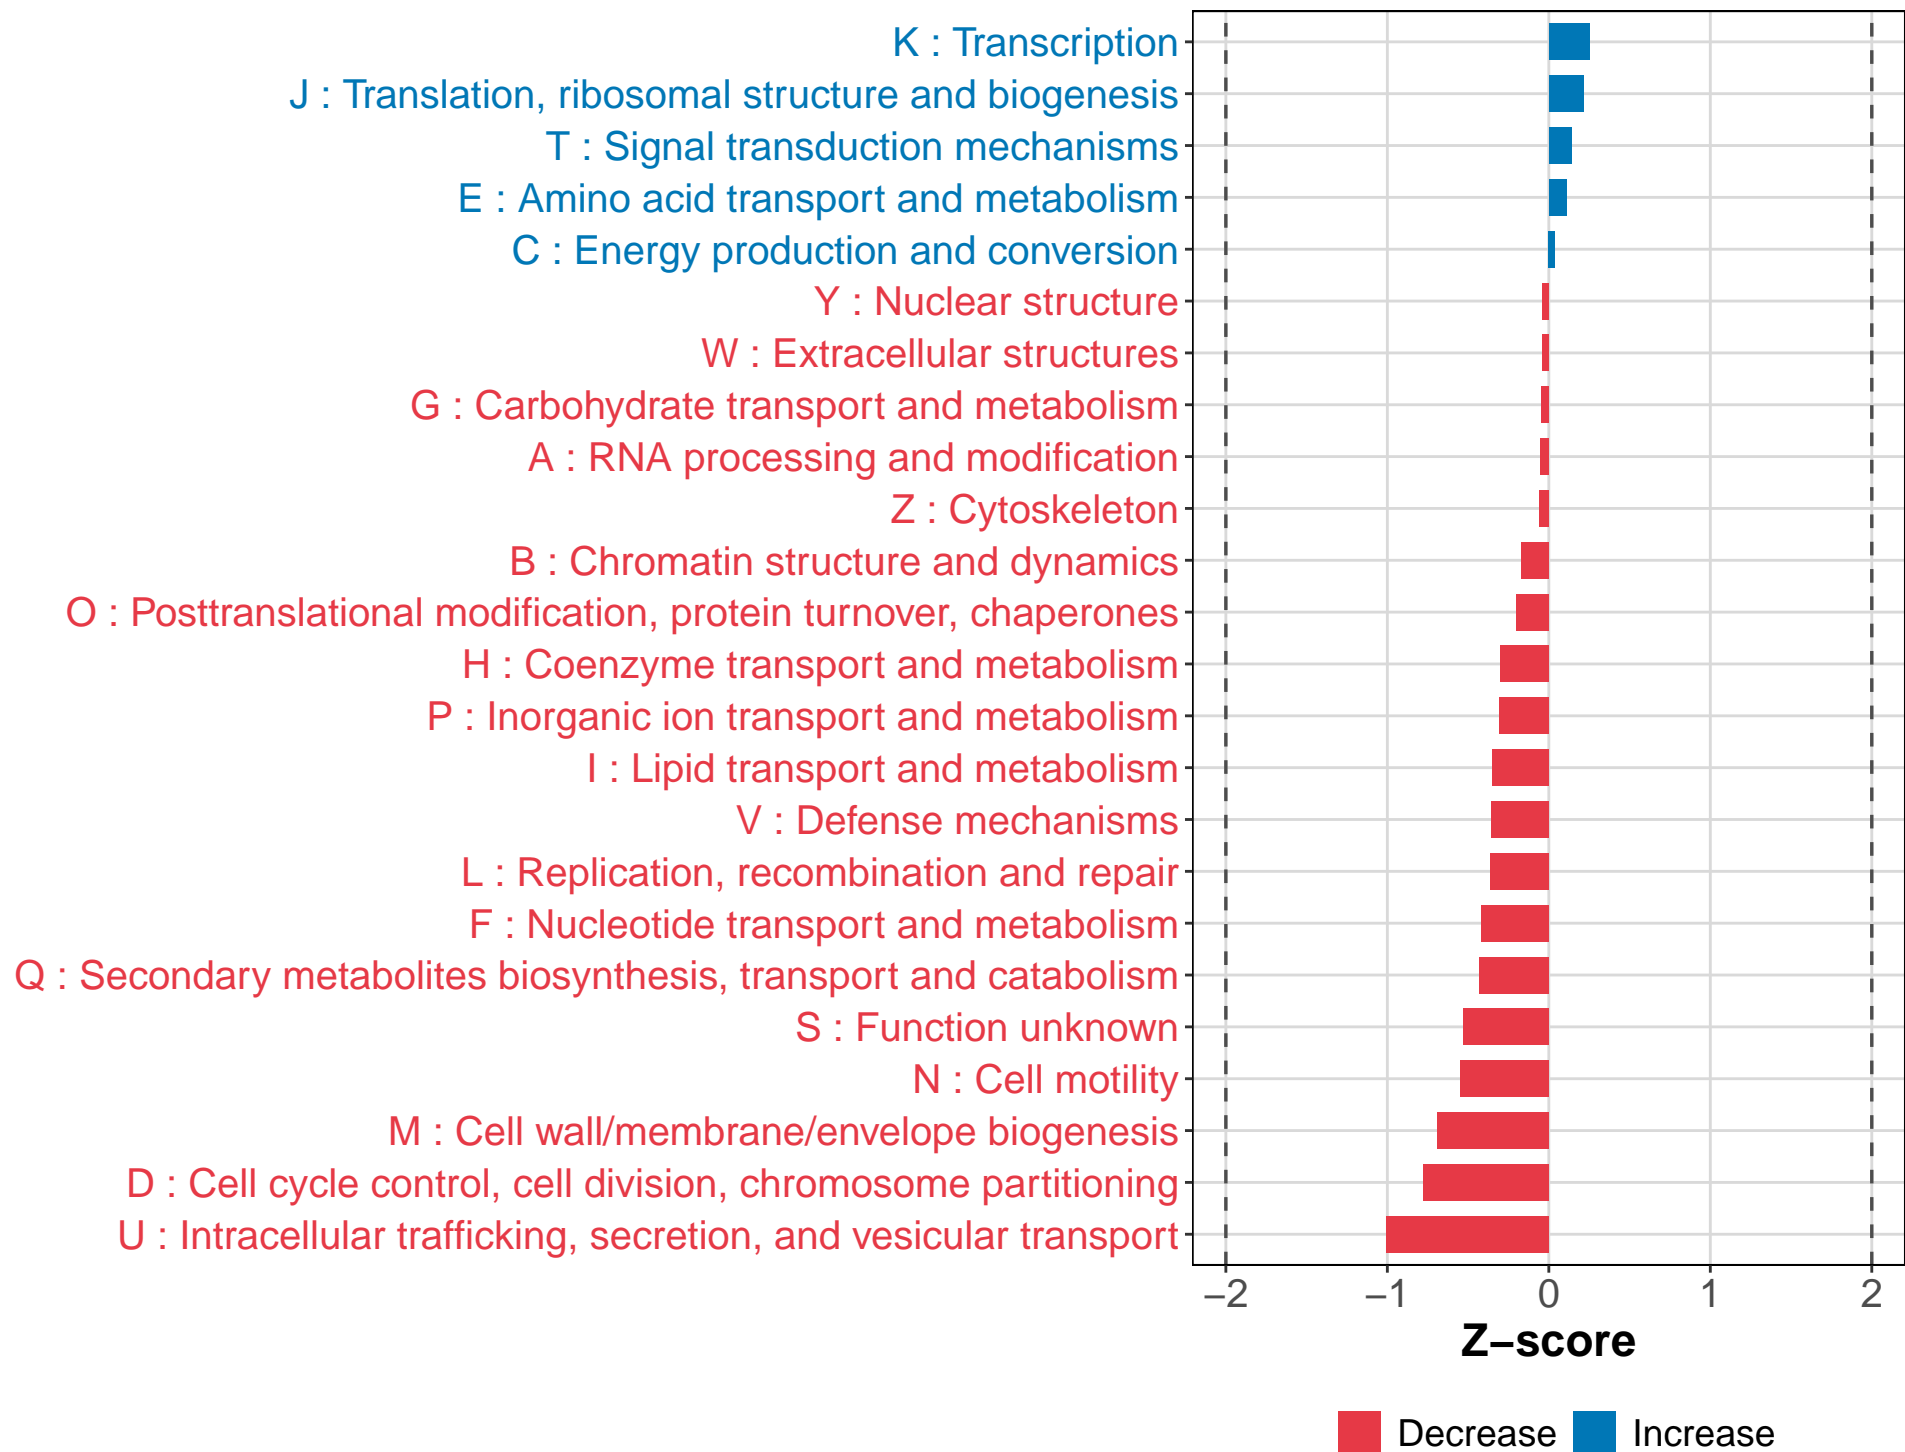 K : Transcription
J : Translation, ribosomal structure and biogenesis
T : Signal transduction mechanisms
E : Amino acid transport and metabolism
C : Energy production and conversion
Y : Nuclear structure
W : Extracellular structures
G : Carbohydrate transport and metabolism
A : RNA processing and modification
Z : Cytoskeleton
B : Chromatin structure and dynamics
O : Posttranslational modification, protein turnover, chaperones
H : Coenzyme transport and metabolism
P : Inorganic ion transport and metabolism
I : Lipid transport and metabolism
V : Defense mechanisms
L : Replication, recombination and repair
F : Nucleotide transport and metabolism
Q : Secondary metabolites biosynthesis, transport and catabolism
S : Function unknown
N : Cell motility
M : Cell wall/membrane/envelope biogenesis
D : Cell cycle control, cell division, chromosome partitioning
U : Intracellular trafficking, secretion, and vesicular transport
−2 −1 0 1 2
Z−score
Decrease Increase